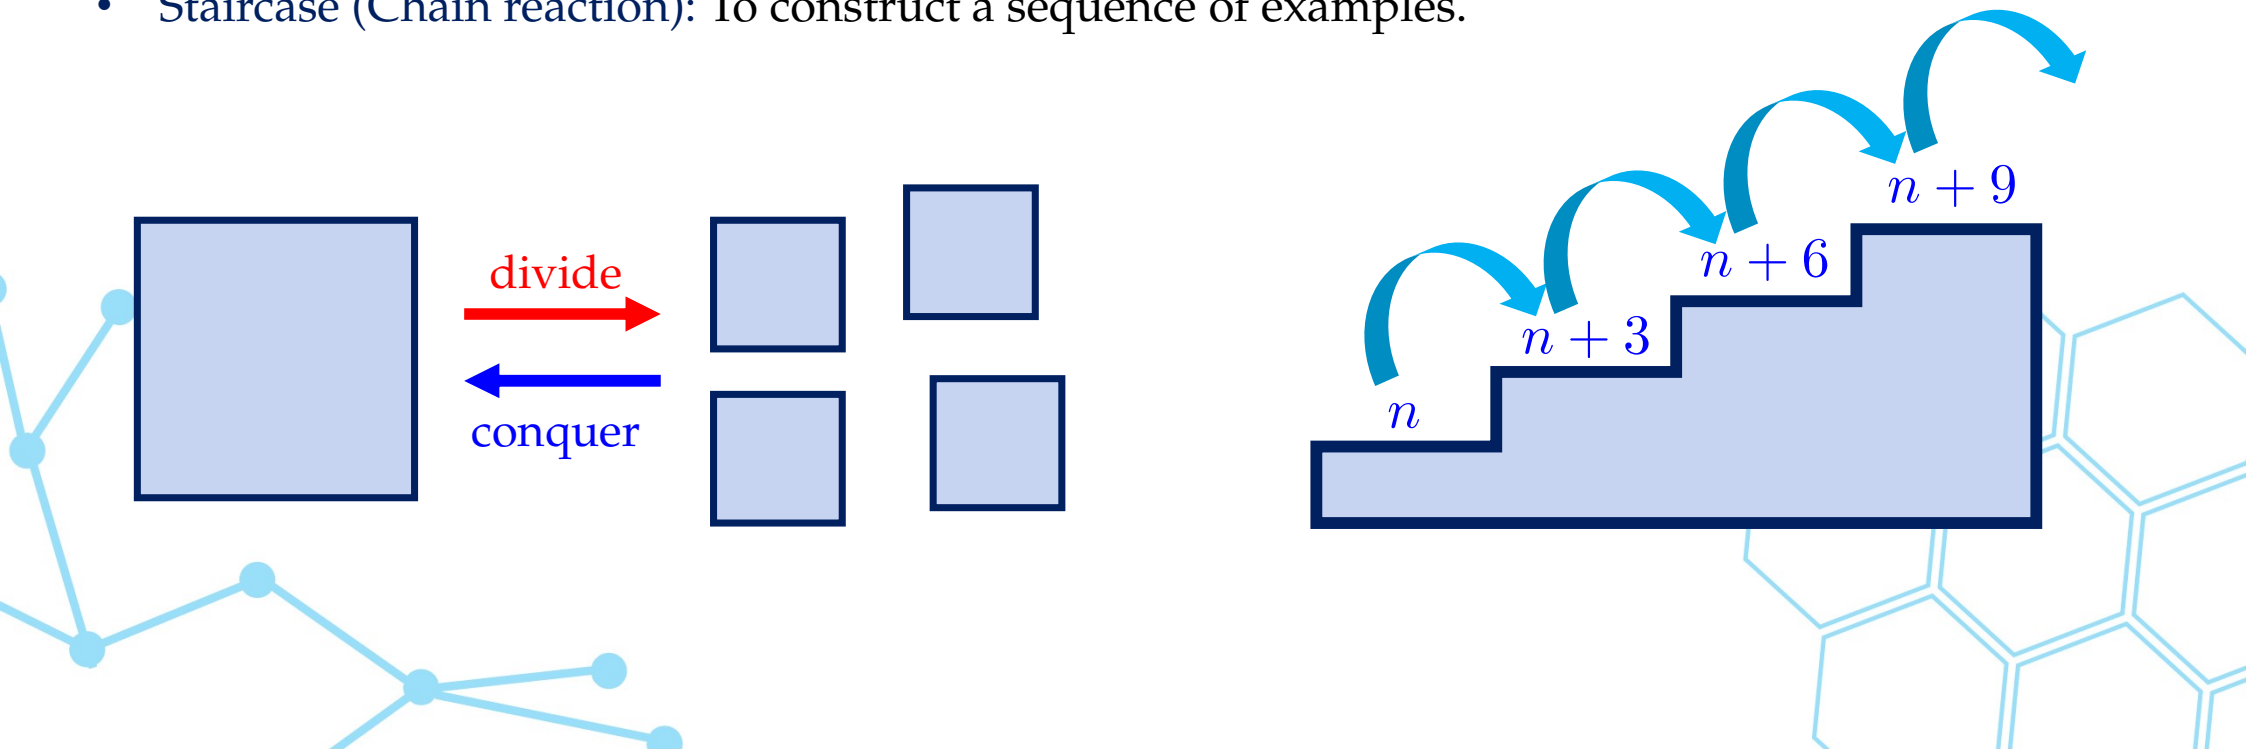 • Staircase (Chain reaction): To construct a sequence of examples.
divide
conquer
n
n + 3
n + 6
n + 9